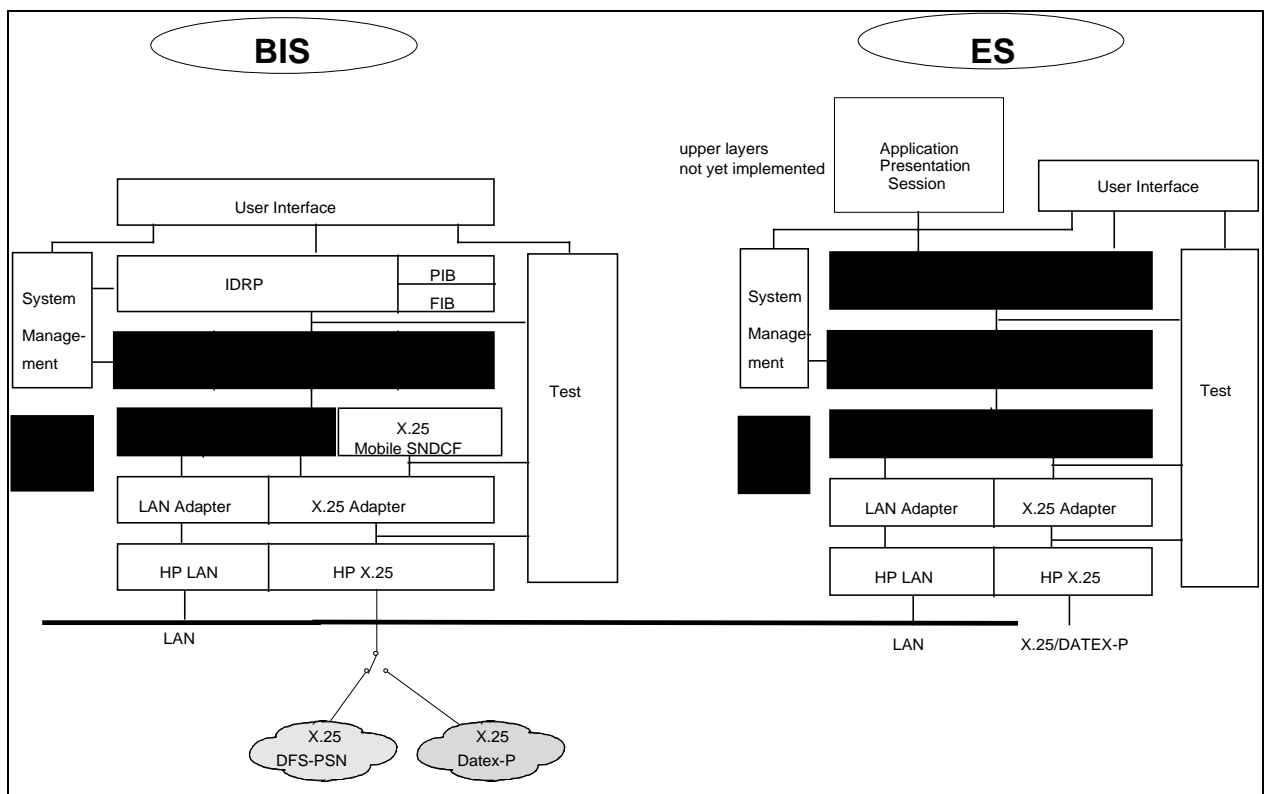 BIS
ES
upper layers
not yet implemented
Application
Presentation
Session
User Interface
User Interface
System
Manage-
ment
IDRP
PIB
FIB
Test
X.25
Mobile SNDCF
LAN Adapter
X.25 Adapter
HP LAN
HP X.25
LAN
X.25
DFS-PSN
X.25
Datex-P
System
Manage-
ment
Test
LAN Adapter
X.25 Adapter
HP LAN
HP X.25
LAN
X.25/DATEX-P